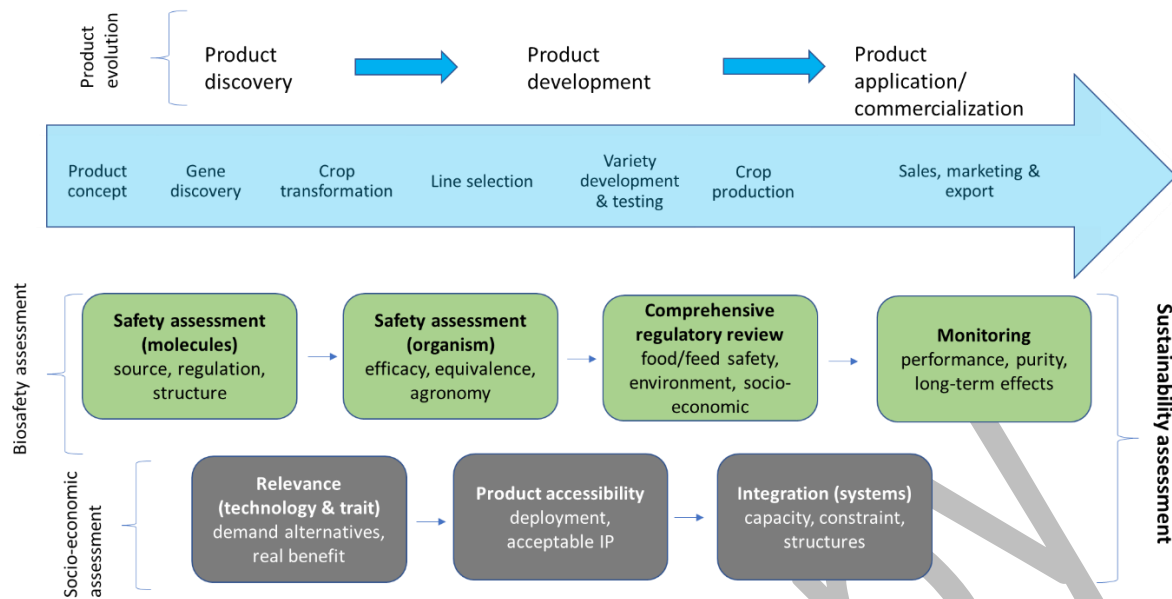 Product
evolution
Product
discovery
Product
development
Product
application/
commercialization
Product
concept
Gene
discovery
Crop
transformation
Line selection
Variety
development
& testing
Crop
production
Sales, marketing &
export
Biosafety assessment
Safety assessment
(molecules)
source, regulation,
structure
Safety assessment
(organism)
efficacy, equivalence,
agronomy
Comprehensive
regulatory review
food/feed safety,
environment, socio-
economic
Monitoring
performance, purity,
long-term effects
Sustainability assessment
Socio-economic
assessment
Relevance
(technology & trait)
demand alternatives,
real benefit
Product accessibility
deployment,
acceptable IP
Integration (systems)
capacity, constraint,
structures